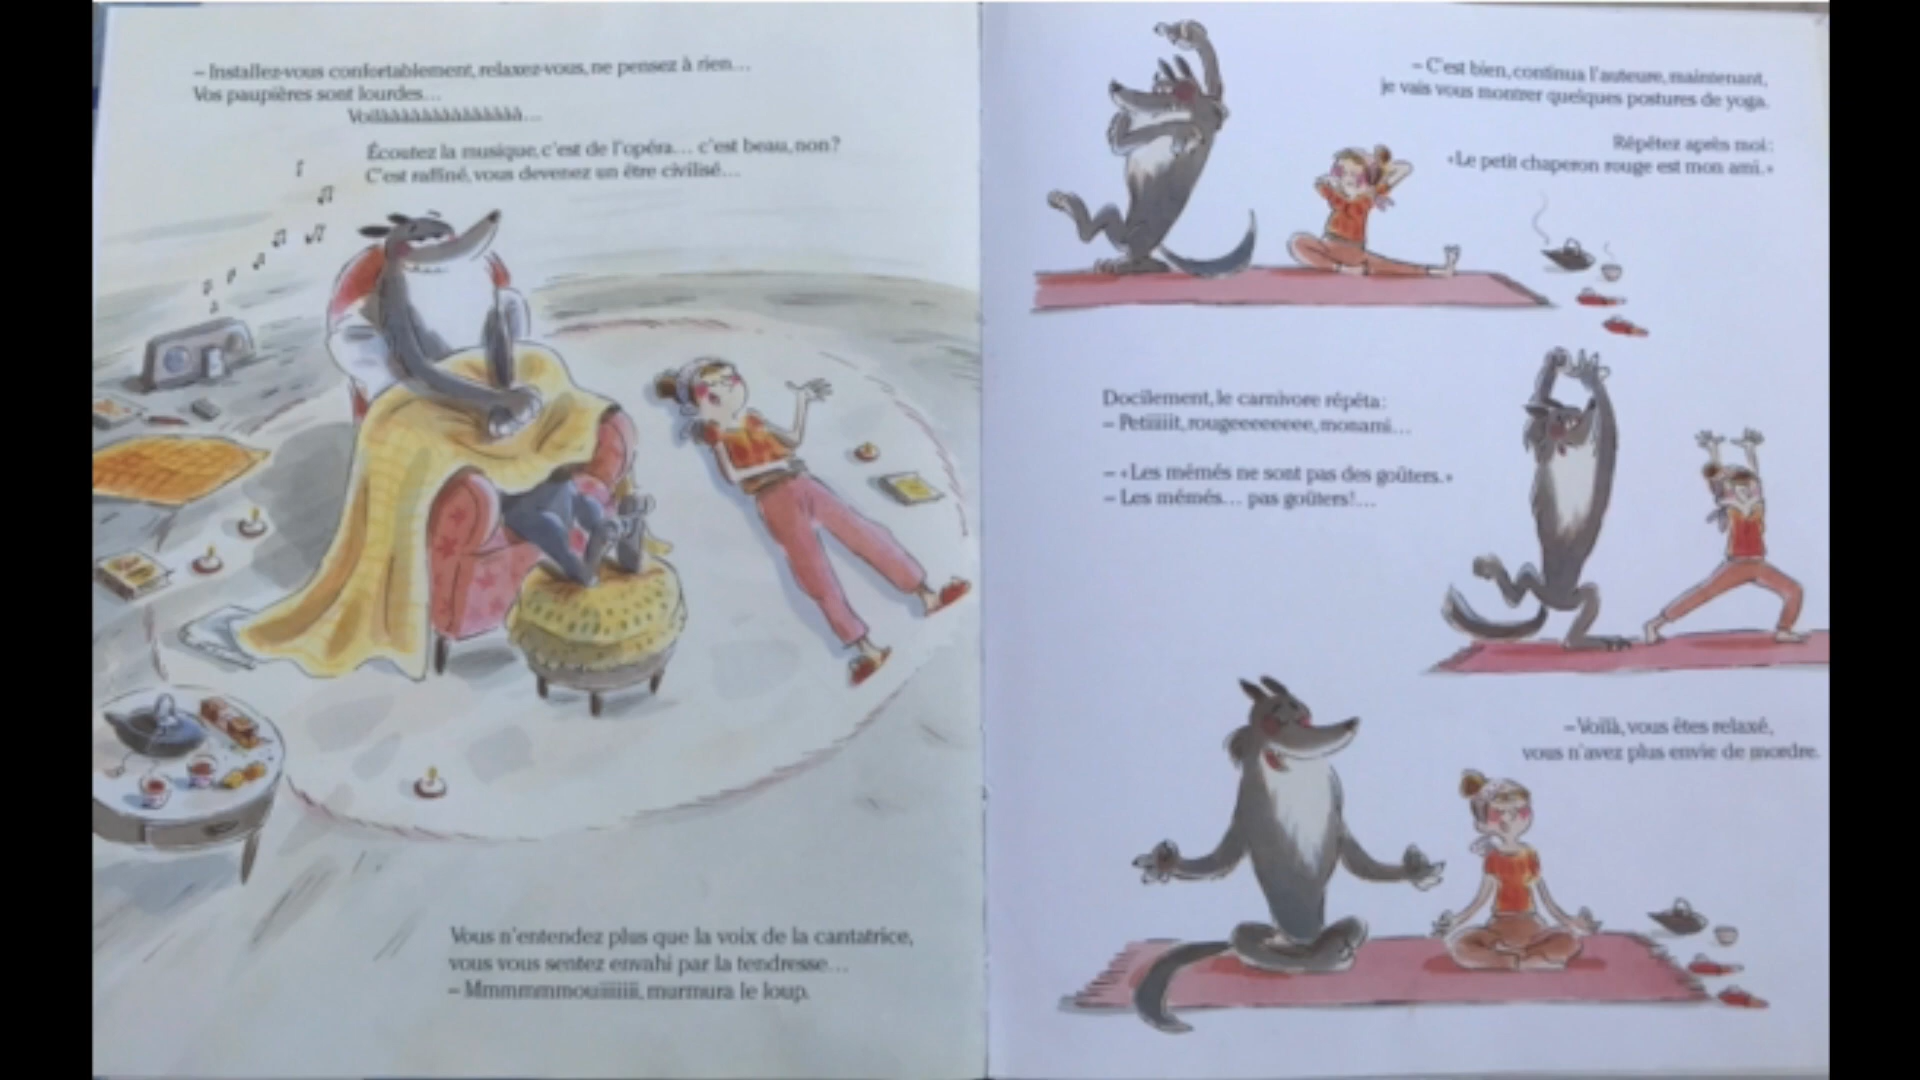 – Installez-vous confortablement, relaxez-vous, ne pensez à rien…
Vos paupières sont lourdes…
Voilààààààààààààààà…
Écoutez la musique, c'est de l'opéra… c'est beau, non ?
C'est raffiné, vous devenez un être civilisé…
Vous n'entendez plus que la voix de la cantatrice,
vous vous sentez envahi par la tendresse…
– Mmmmmmouiiiiiii, murmura le loup.
– C'est bien, continua l'auteure, maintenant,
je vais vous montrer quelques postures de yoga.
Répétez après moi :
« Le petit chaperon rouge est mon ami. »
Docilement, le carnivore répéta :
– Petiiiiit, rougeeeeeeeee, monami…
– « Les mémés ne sont pas des goûters. »
– Les mémés… pas goûters !…
– Voilà, vous êtes relaxé,
vous n'avez plus envie de mordre.